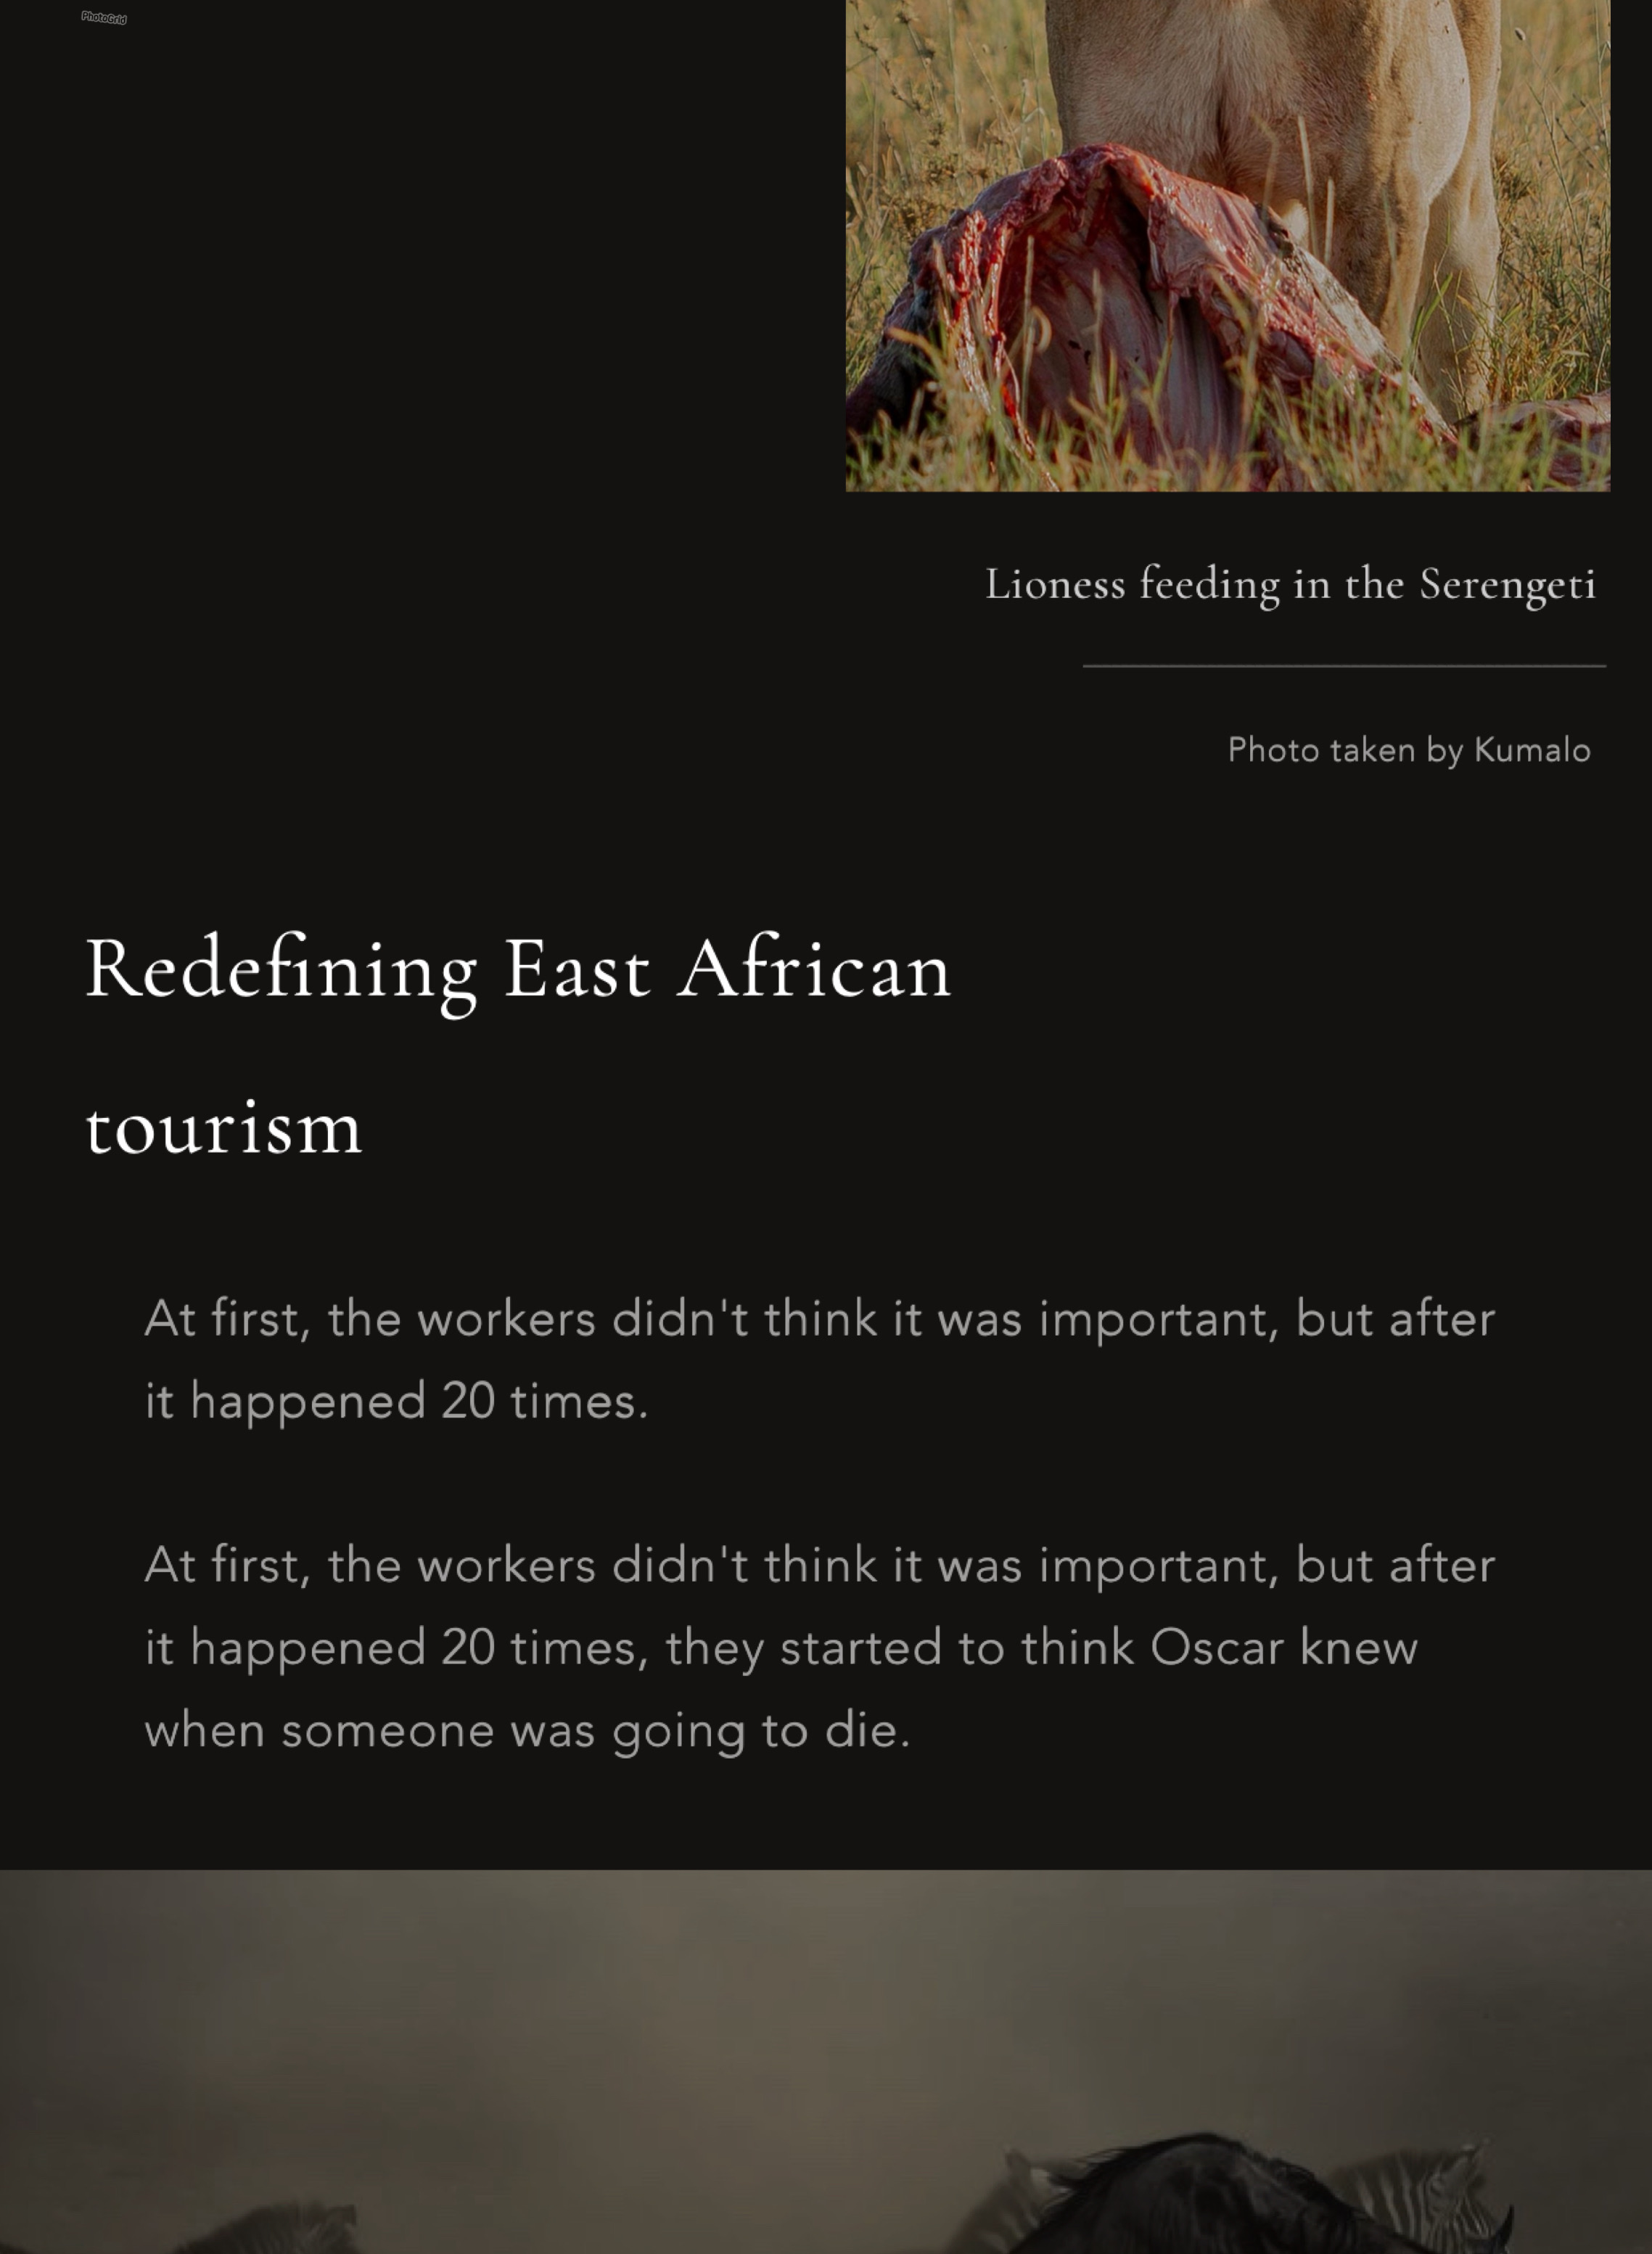 PhotoGrid
Lioness feeding in the Serengeti
Photo taken by Kumalo
Redefining East African
tourism
At first, the workers didn't think it was important, but after
it happened 20 times.
At first, the workers didn't think it was important, but after
it happened 20 times, they started to think Oscar knew
when someone was going to die.